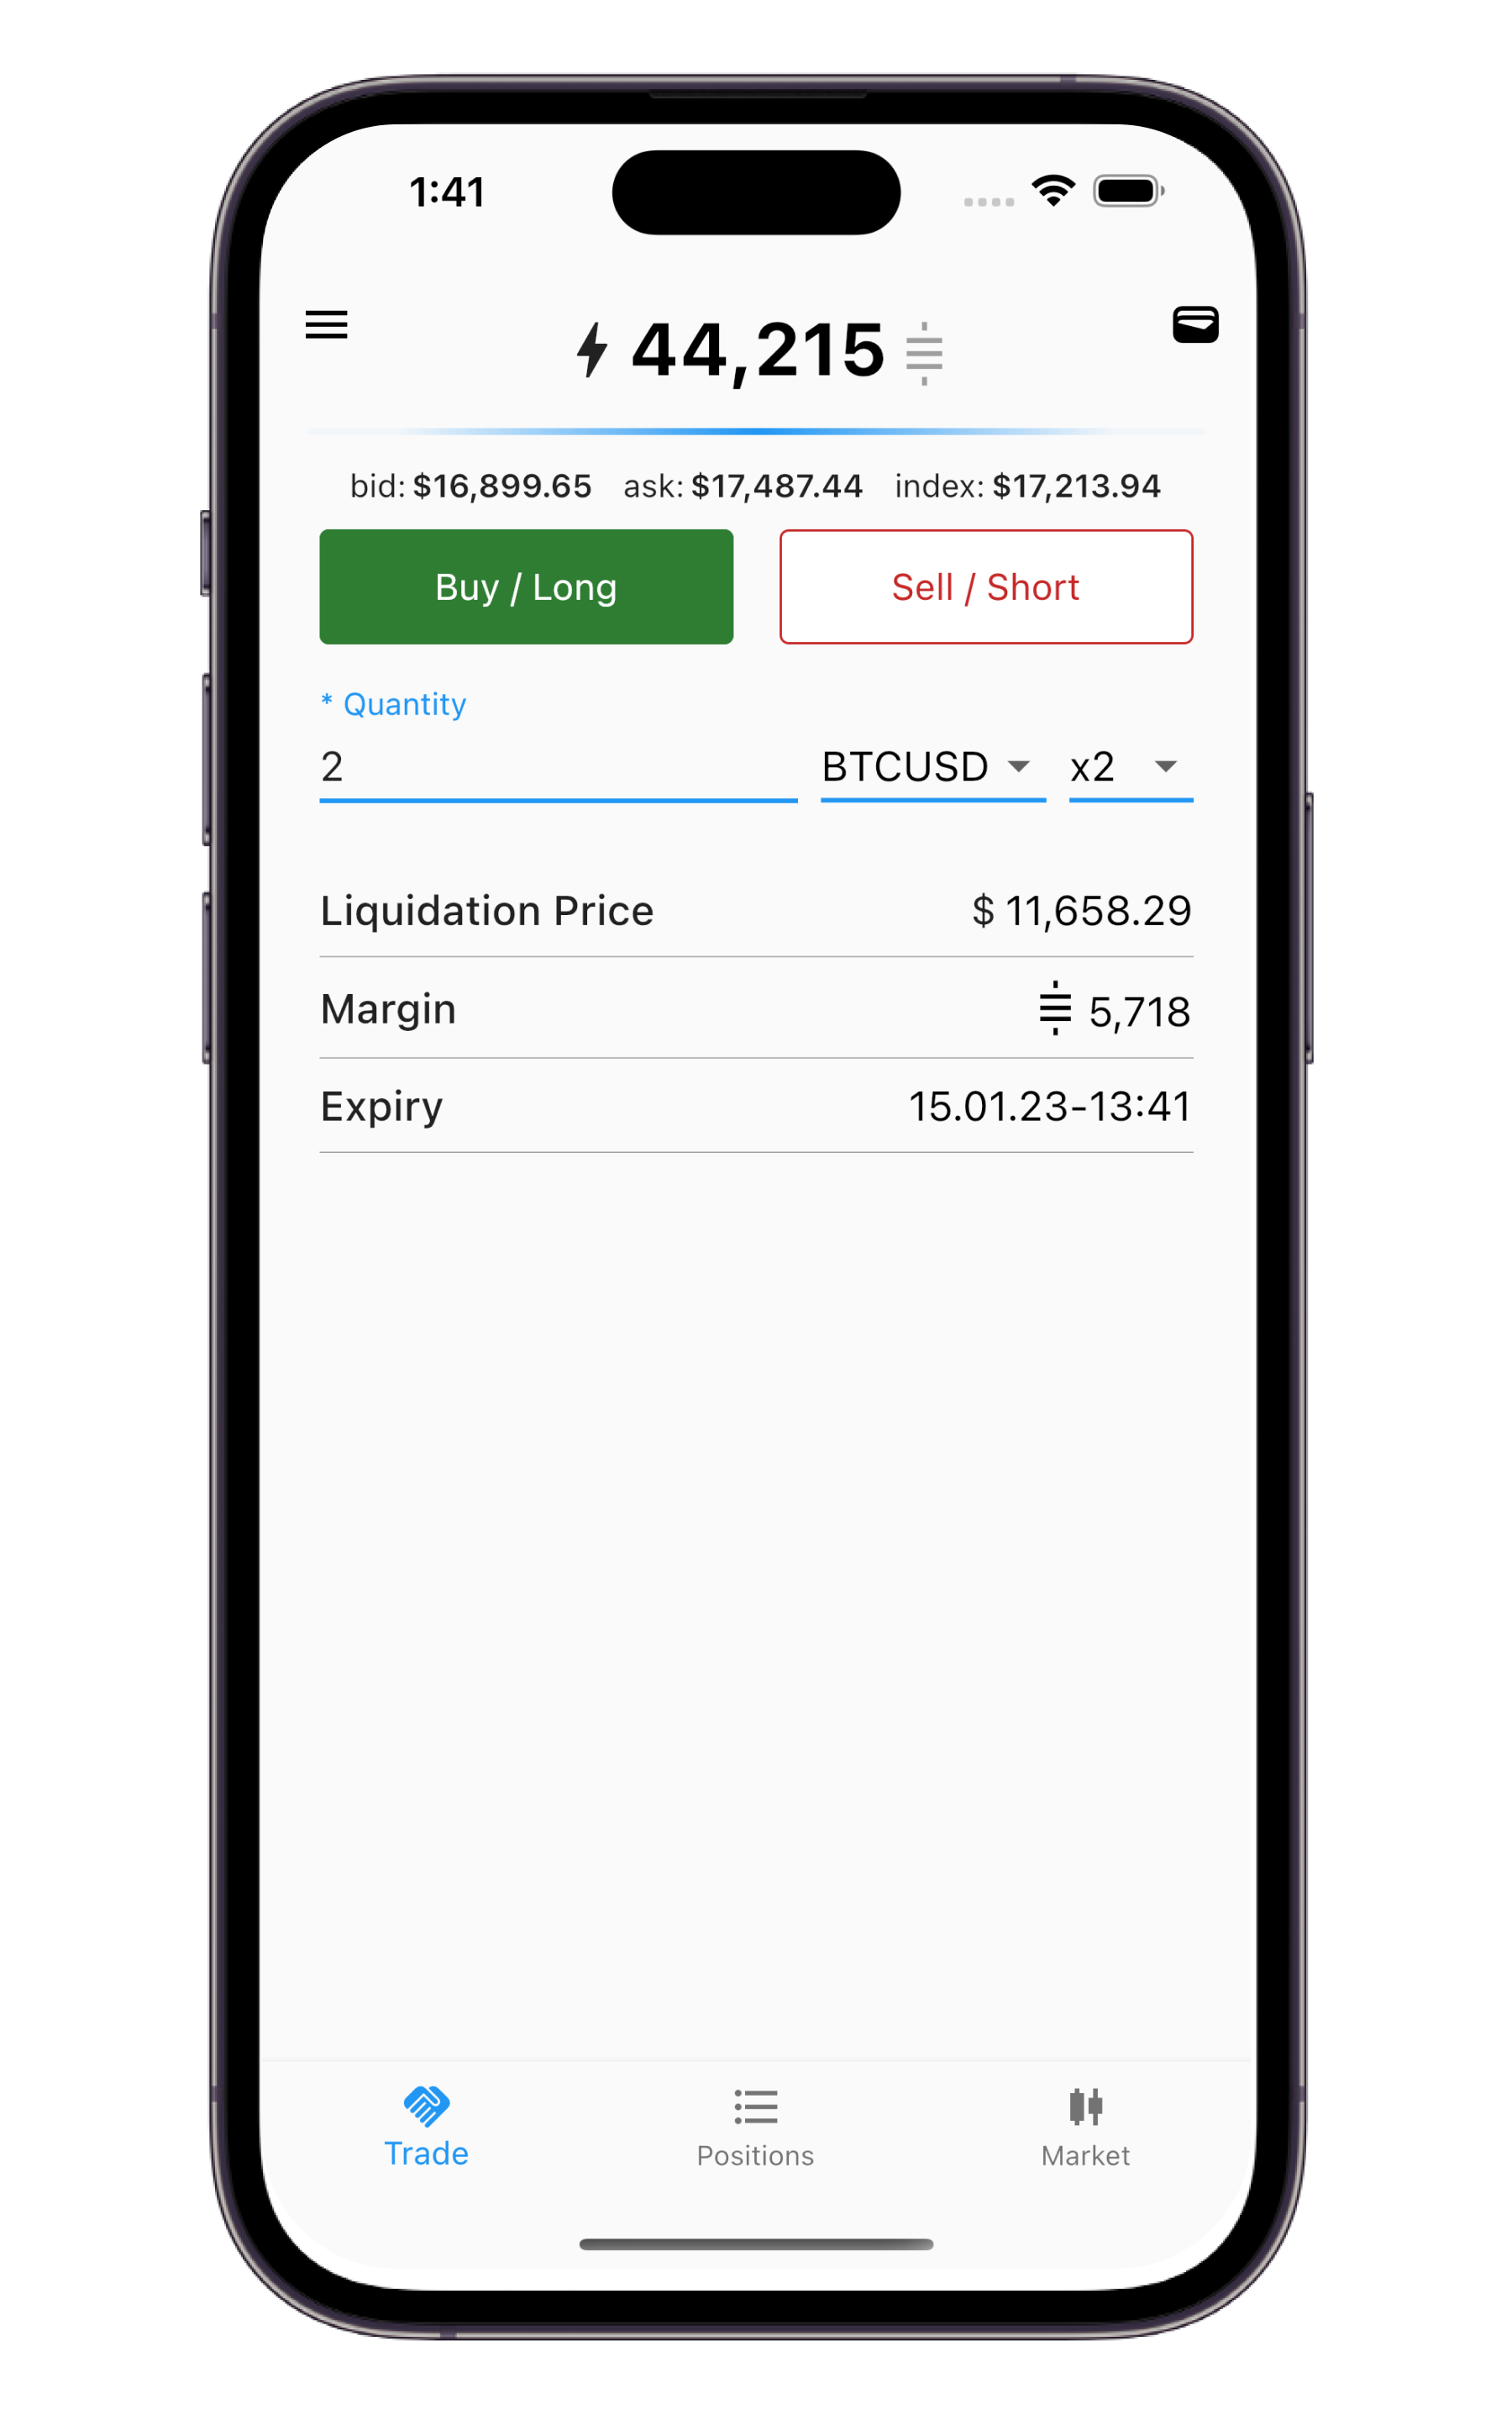 1:41
44,215
bid: $16,899.65 ask: $17,487.44 index: $17,213.94
Buy / Long Sell / Short
* Quantity
2 BTCUSD x2
Liquidation Price $ 11,658.29
Margin 5,718
Expiry 15.01.23-13:41
Trade Positions Market